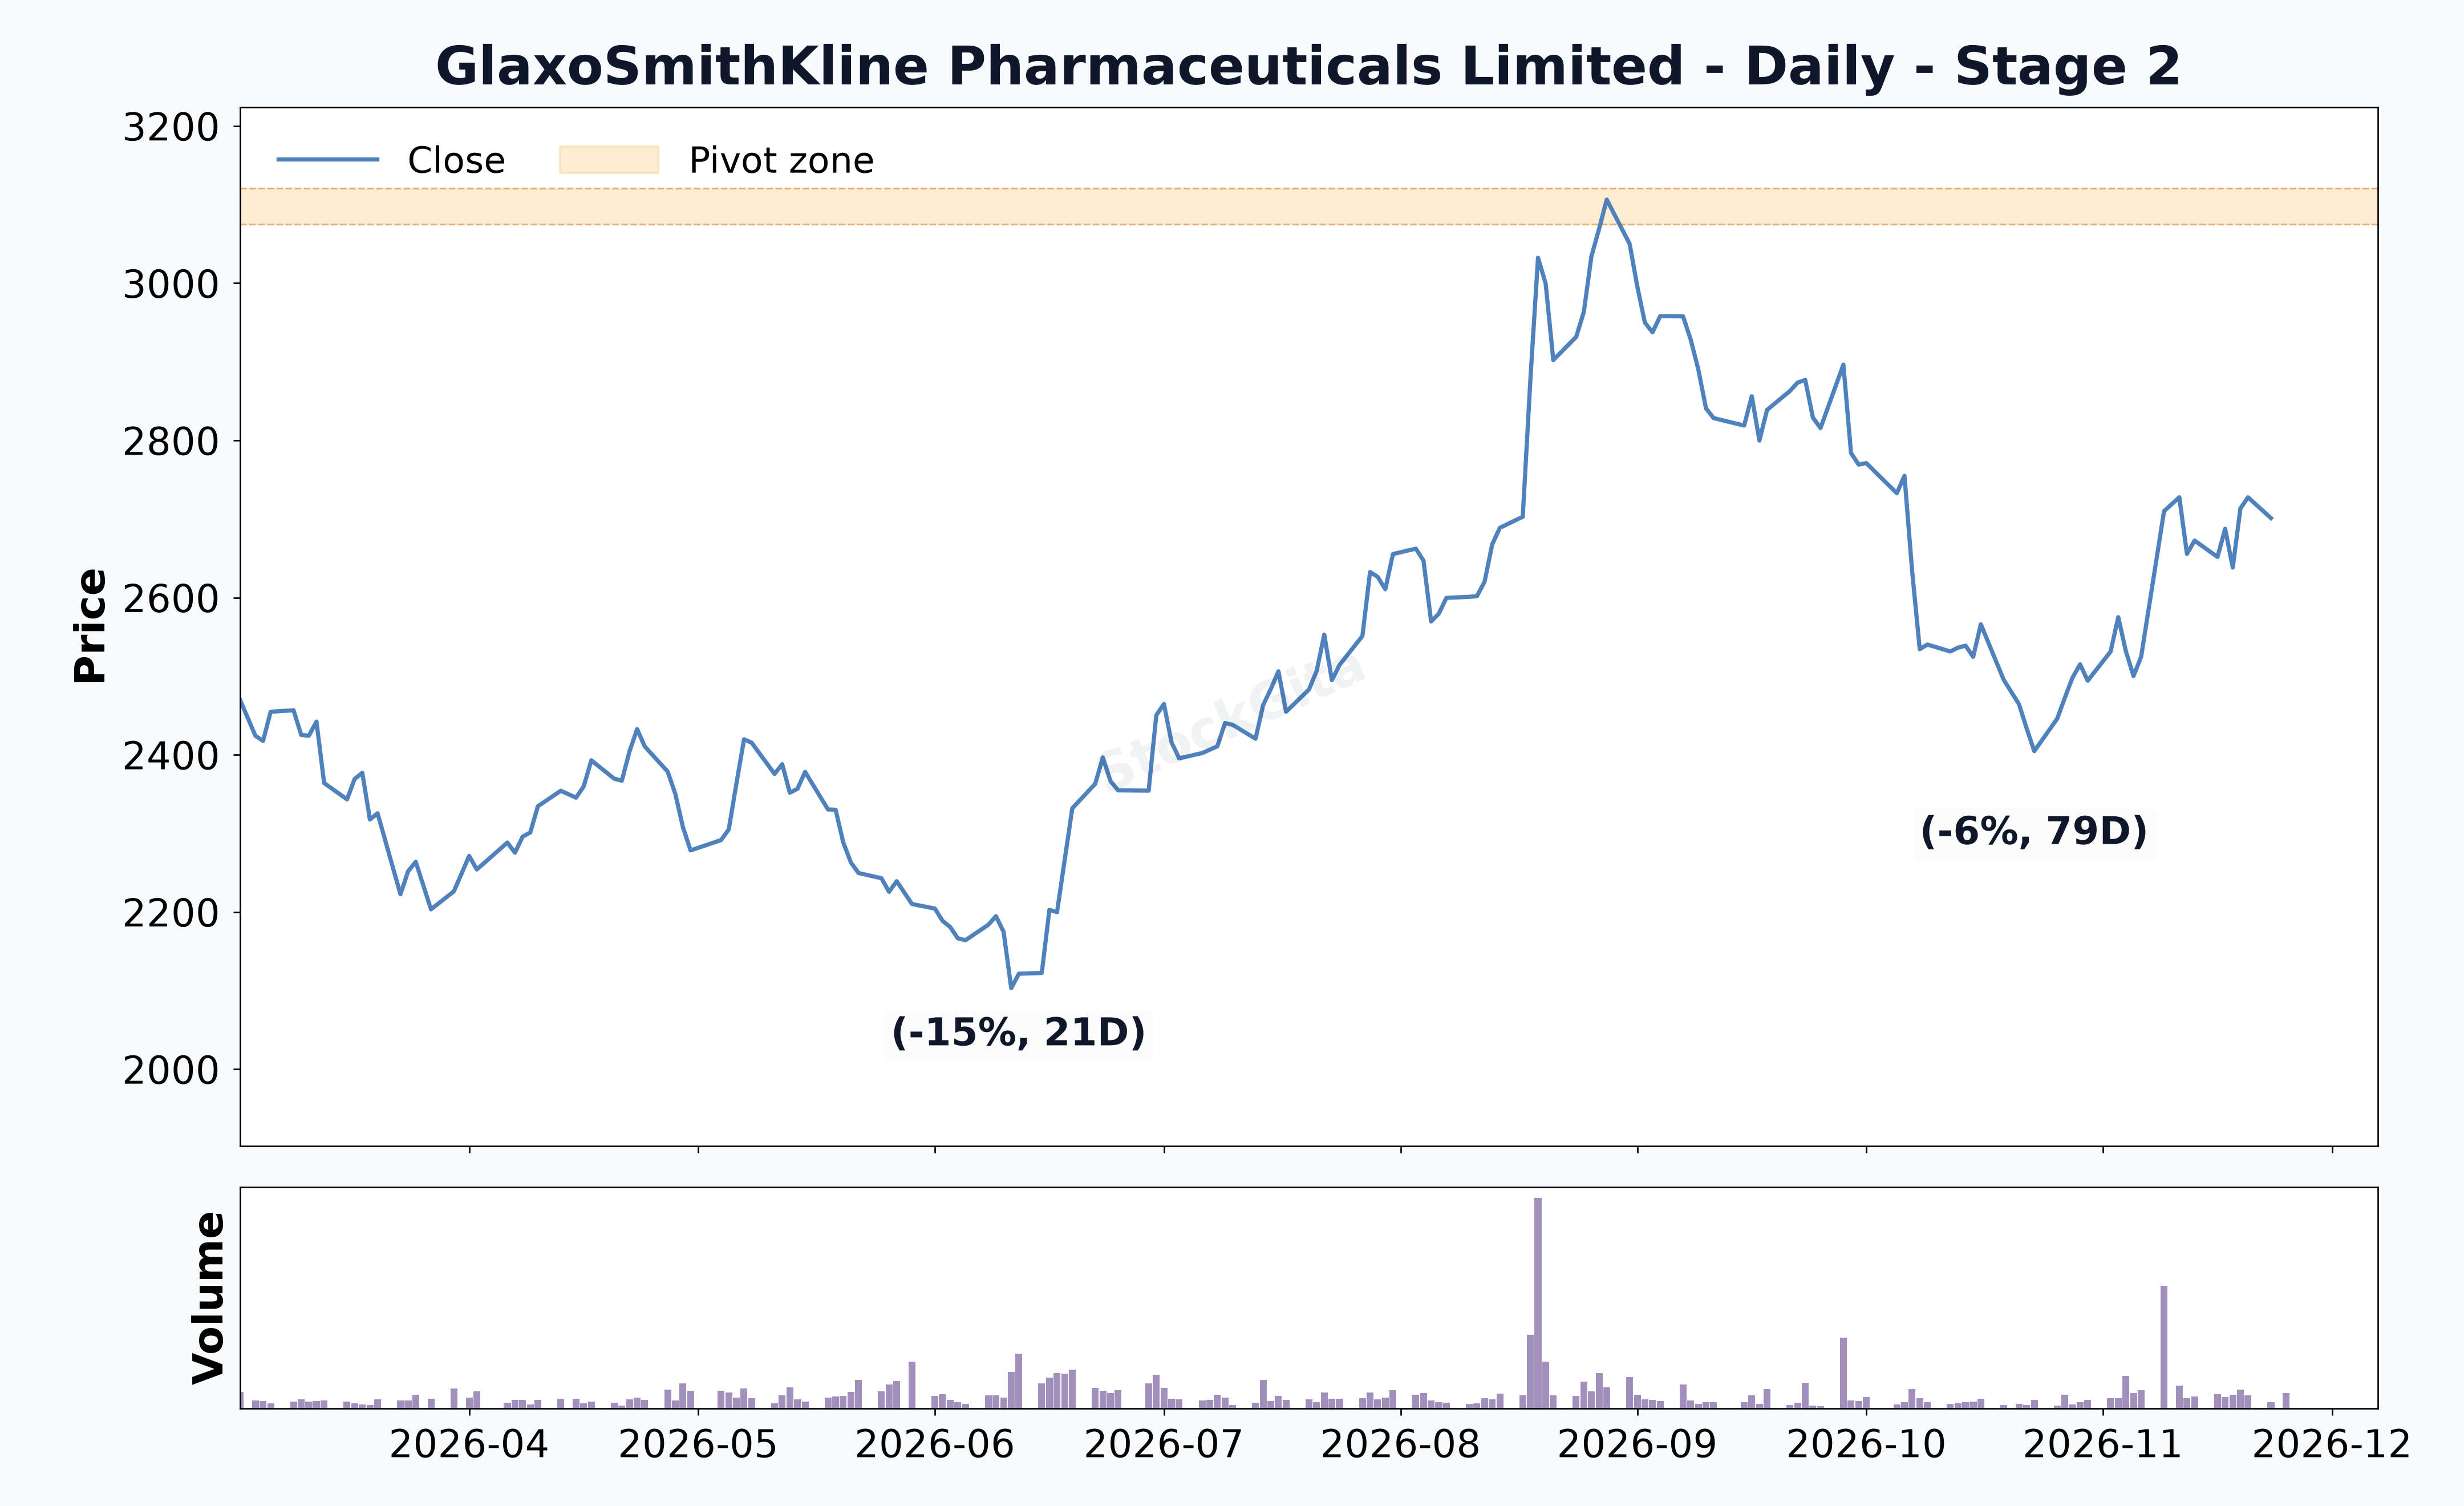 GlaxoSmithKline Pharmaceuticals Limited - Daily - Stage 2
3200
3000
2800
2600
2400
2200
2000
Price
Close
Pivot zone
StockGita
(-15%, 21D)
(-6%, 79D)
Volume
2026-04
2026-05
2026-06
2026-07
2026-08
2026-09
2026-10
2026-11
2026-12